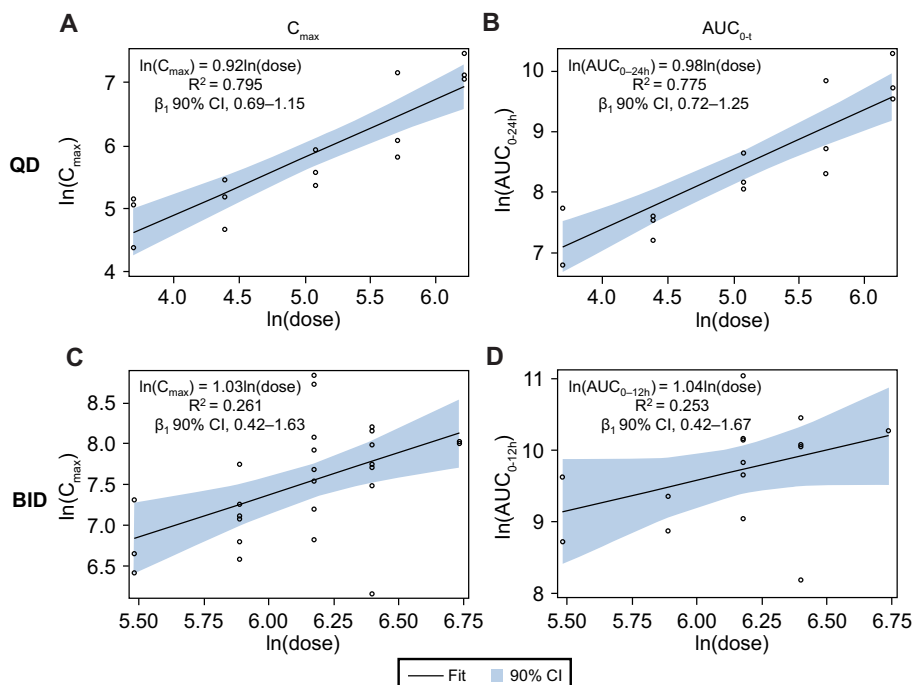 A
C_max
ln(C_max) = 0.92ln(dose)
R² = 0.795
β₁ 90% CI, 0.69–1.15
ln(C_max)
7
6
5
4
4.0 4.5 5.0 5.5 6.0
ln(dose)
B
AUC_0-t
ln(AUC_0–24h) = 0.98ln(dose)
R² = 0.775
β₁ 90% CI, 0.72–1.25
ln(AUC_0-24h)
10
9
8
7
4.0 4.5 5.0 5.5 6.0
ln(dose)
QD
C
ln(C_max) = 1.03ln(dose)
R² = 0.261
β₁ 90% CI, 0.42–1.63
ln(C_max)
8.5
8.0
7.5
7.0
6.5
5.50 5.75 6.00 6.25 6.50 6.75
ln(dose)
D
ln(AUC_0–12h) = 1.04ln(dose)
R² = 0.253
β₁ 90% CI, 0.42–1.67
ln(AUC_0-12h)
11
10
9
8
5.50 5.75 6.00 6.25 6.50 6.75
ln(dose)
BID
Fit 90% CI